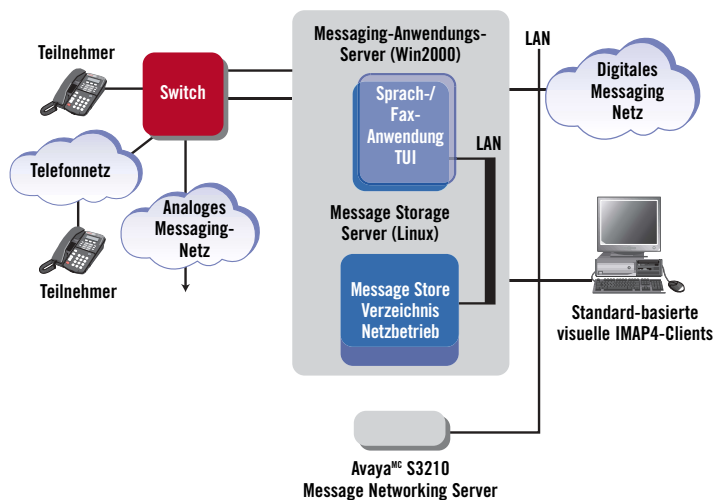 Teilnehmer
Switch
Telefonnetz
Analoges
Messaging-
Netz
Teilnehmer
Messaging-Anwendungs-
Server (Win2000)
Sprach-/
Fax-
Anwendung
TUI
LAN
Message Storage
Server (Linux)
Message Store
Verzeichnis
Netzbetrieb
LAN
Digitales
Messaging
Netz
Standard-basierte
visuelle IMAP4-Clients
Avaya ᴹᶜ S3210
Message Networking Server